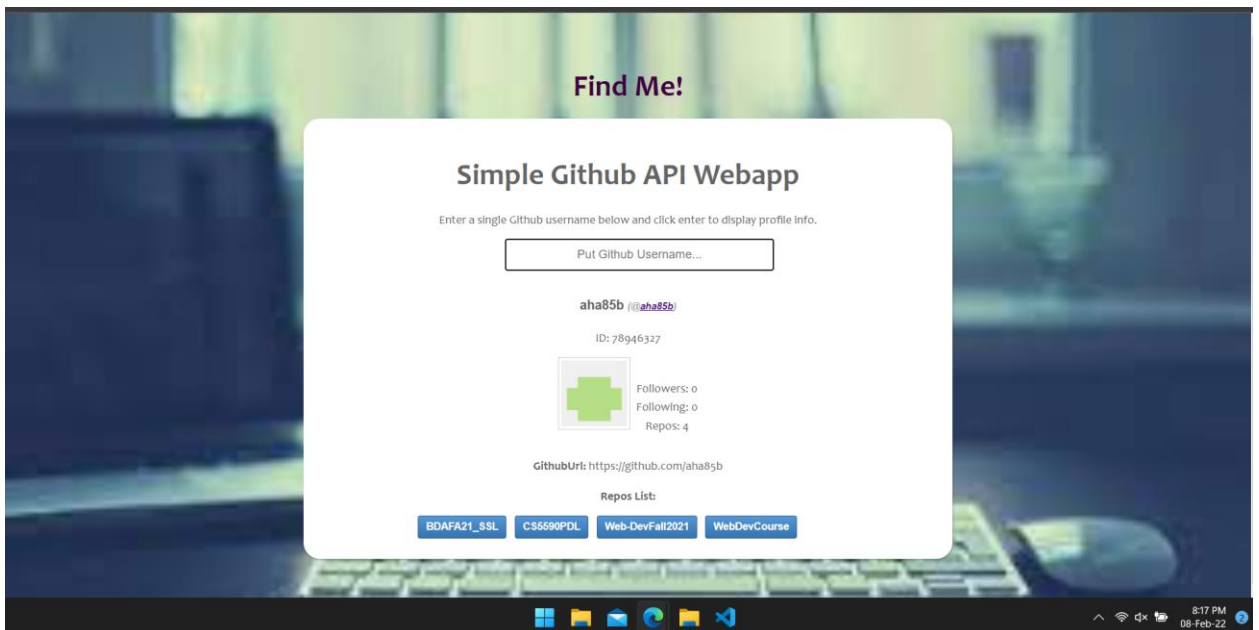 Find Me!
Simple Github API Webapp
Enter a single Github username below and click enter to display profile info.
Put Github Username...
aha85b (@aha85b)
ID: 78946327
Followers: 0
Following: 0
Repos: 4
GithubUrl: https://github.com/aha85b
Repos List:
BDAFA21_SSL CS5590PDL Web-DevFall2021 WebDevCourse
8:17 PM
08-Feb-22
2